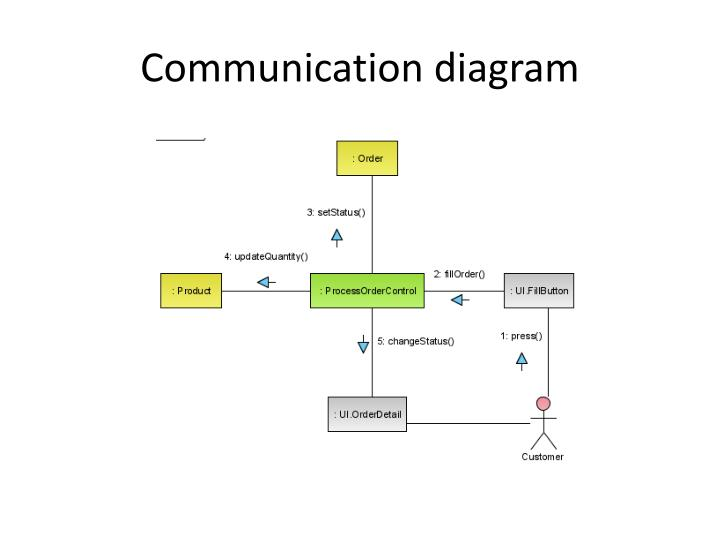 Communication diagram
: Order
3: setStatus()
4: updateQuantity()
2: fillOrder()
: Product
: ProcessOrderControl
: UI.FillButton
5: changeStatus()
1: press()
: UI.OrderDetail
Customer